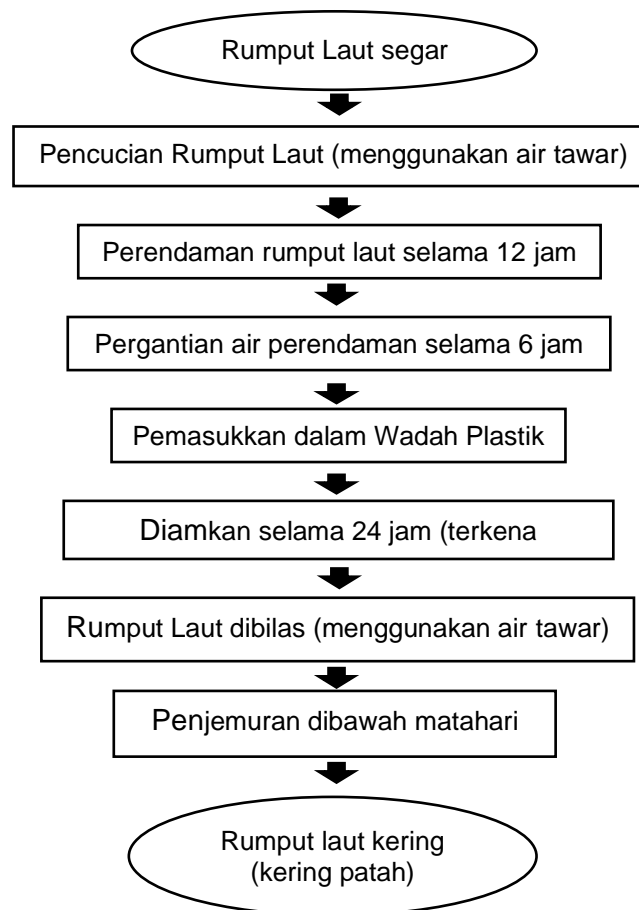 Rumput Laut segar
Pencucian Rumput Laut (menggunakan air tawar)
Perendaman rumput laut selama 12 jam
Pergantian air perendaman selama 6 jam
Pemasukkan dalam Wadah Plastik
Diamkan selama 24 jam (terkena
Rumput Laut dibilas (menggunakan air tawar)
Penjemuran dibawah matahari
Rumput laut kering
(kering patah)